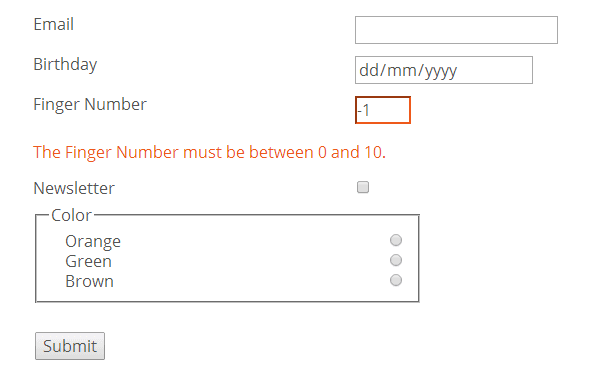 Email
Birthday dd/mm/yyyy
Finger Number -1
The Finger Number must be between 0 and 10.
Newsletter
Color
Orange
Green
Brown
Submit